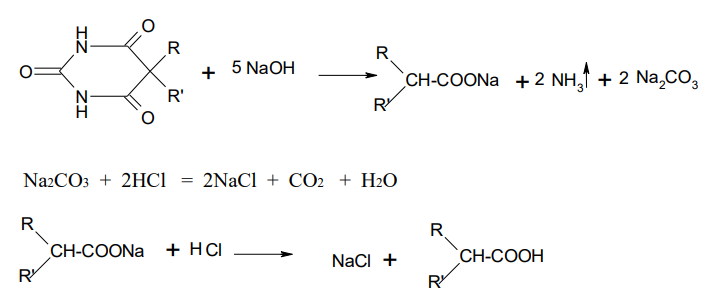 H
N
O
R
O
N
H
R'
O
+ 5 NaOH
R
R'
CH-COONa + 2 NH₃↑ + 2 Na₂CO₃
Na₂CO₃ + 2HCl = 2NaCl + CO₂ + H₂O
R
R'
CH-COONa + HCl
NaCl +
R
R'
CH-COOH